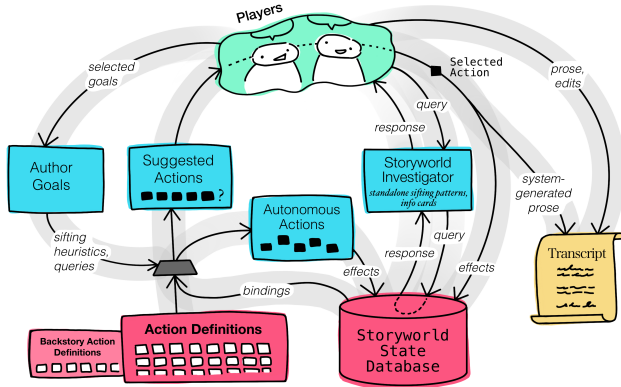 Players
selected
goals
Selected
Action
prose,
edits
query
response
Author
Goals
Suggested
Actions
?
Storyworld
Investigator
standalone sifting patterns,
info cards
system-
generated
prose
Autonomous
Actions
sifting
heuristics,
queries
query
response
Transcript
effects
effects
bindings
Backstory Action
Definitions
Action Definitions
Storyworld
State
Database